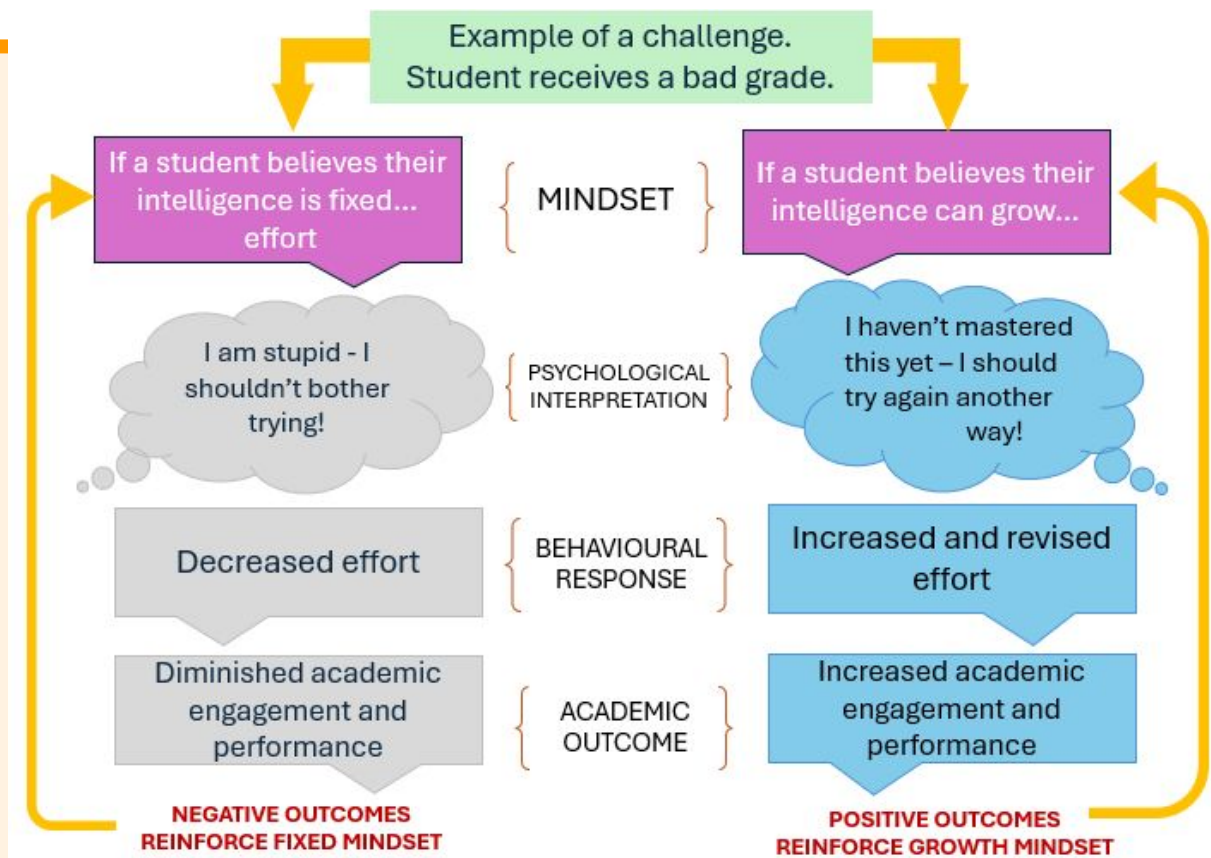 Example of a challenge.
Student receives a bad grade.
If a student believes their
intelligence is fixed...
effort
MINDSET
If a student believes their
intelligence can grow...
I am stupid - I
shouldn't bother
trying!
PSYCHOLOGICAL
INTERPRETATION
I haven't mastered
this yet – I should
try again another
way!
Decreased effort
BEHAVIOURAL
RESPONSE
Increased and revised
effort
Diminished academic
engagement and
performance
ACADEMIC
OUTCOME
Increased academic
engagement and
performance
NEGATIVE OUTCOMES
REINFORCE FIXED MINDSET
POSITIVE OUTCOMES
REINFORCE GROWTH MINDSET